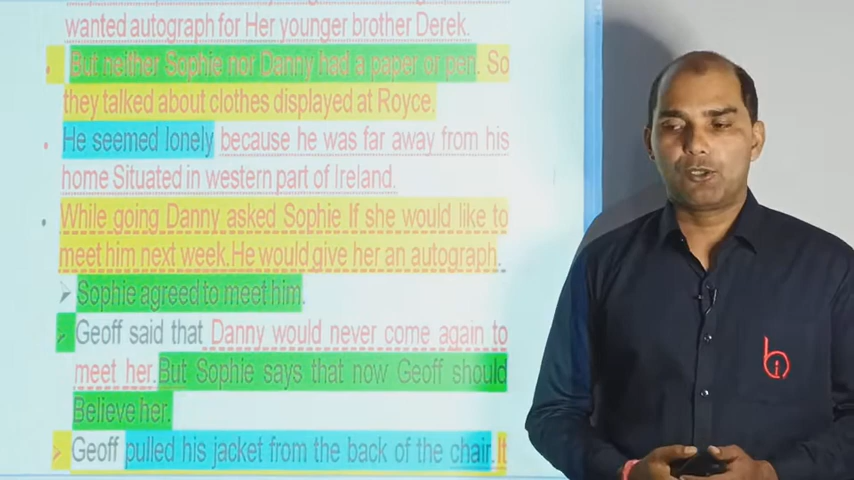 wanted autograph for Her younger brother Derek.
But neither Sophie nor Danny had a paper or pen. So
they talked about clothes displayed at Royce.
He seemed lonely because he was far away from his
home Situated in western part of Ireland.
While going Danny asked Sophie If she would like to
meet him next week.He would give her an autograph.
Sophie agreed to meet him.
Geoff said that Danny would never come again to
meet her. But Sophie says that now Geoff should
Believe her.
Geoff pulled his jacket from the back of the chair. It